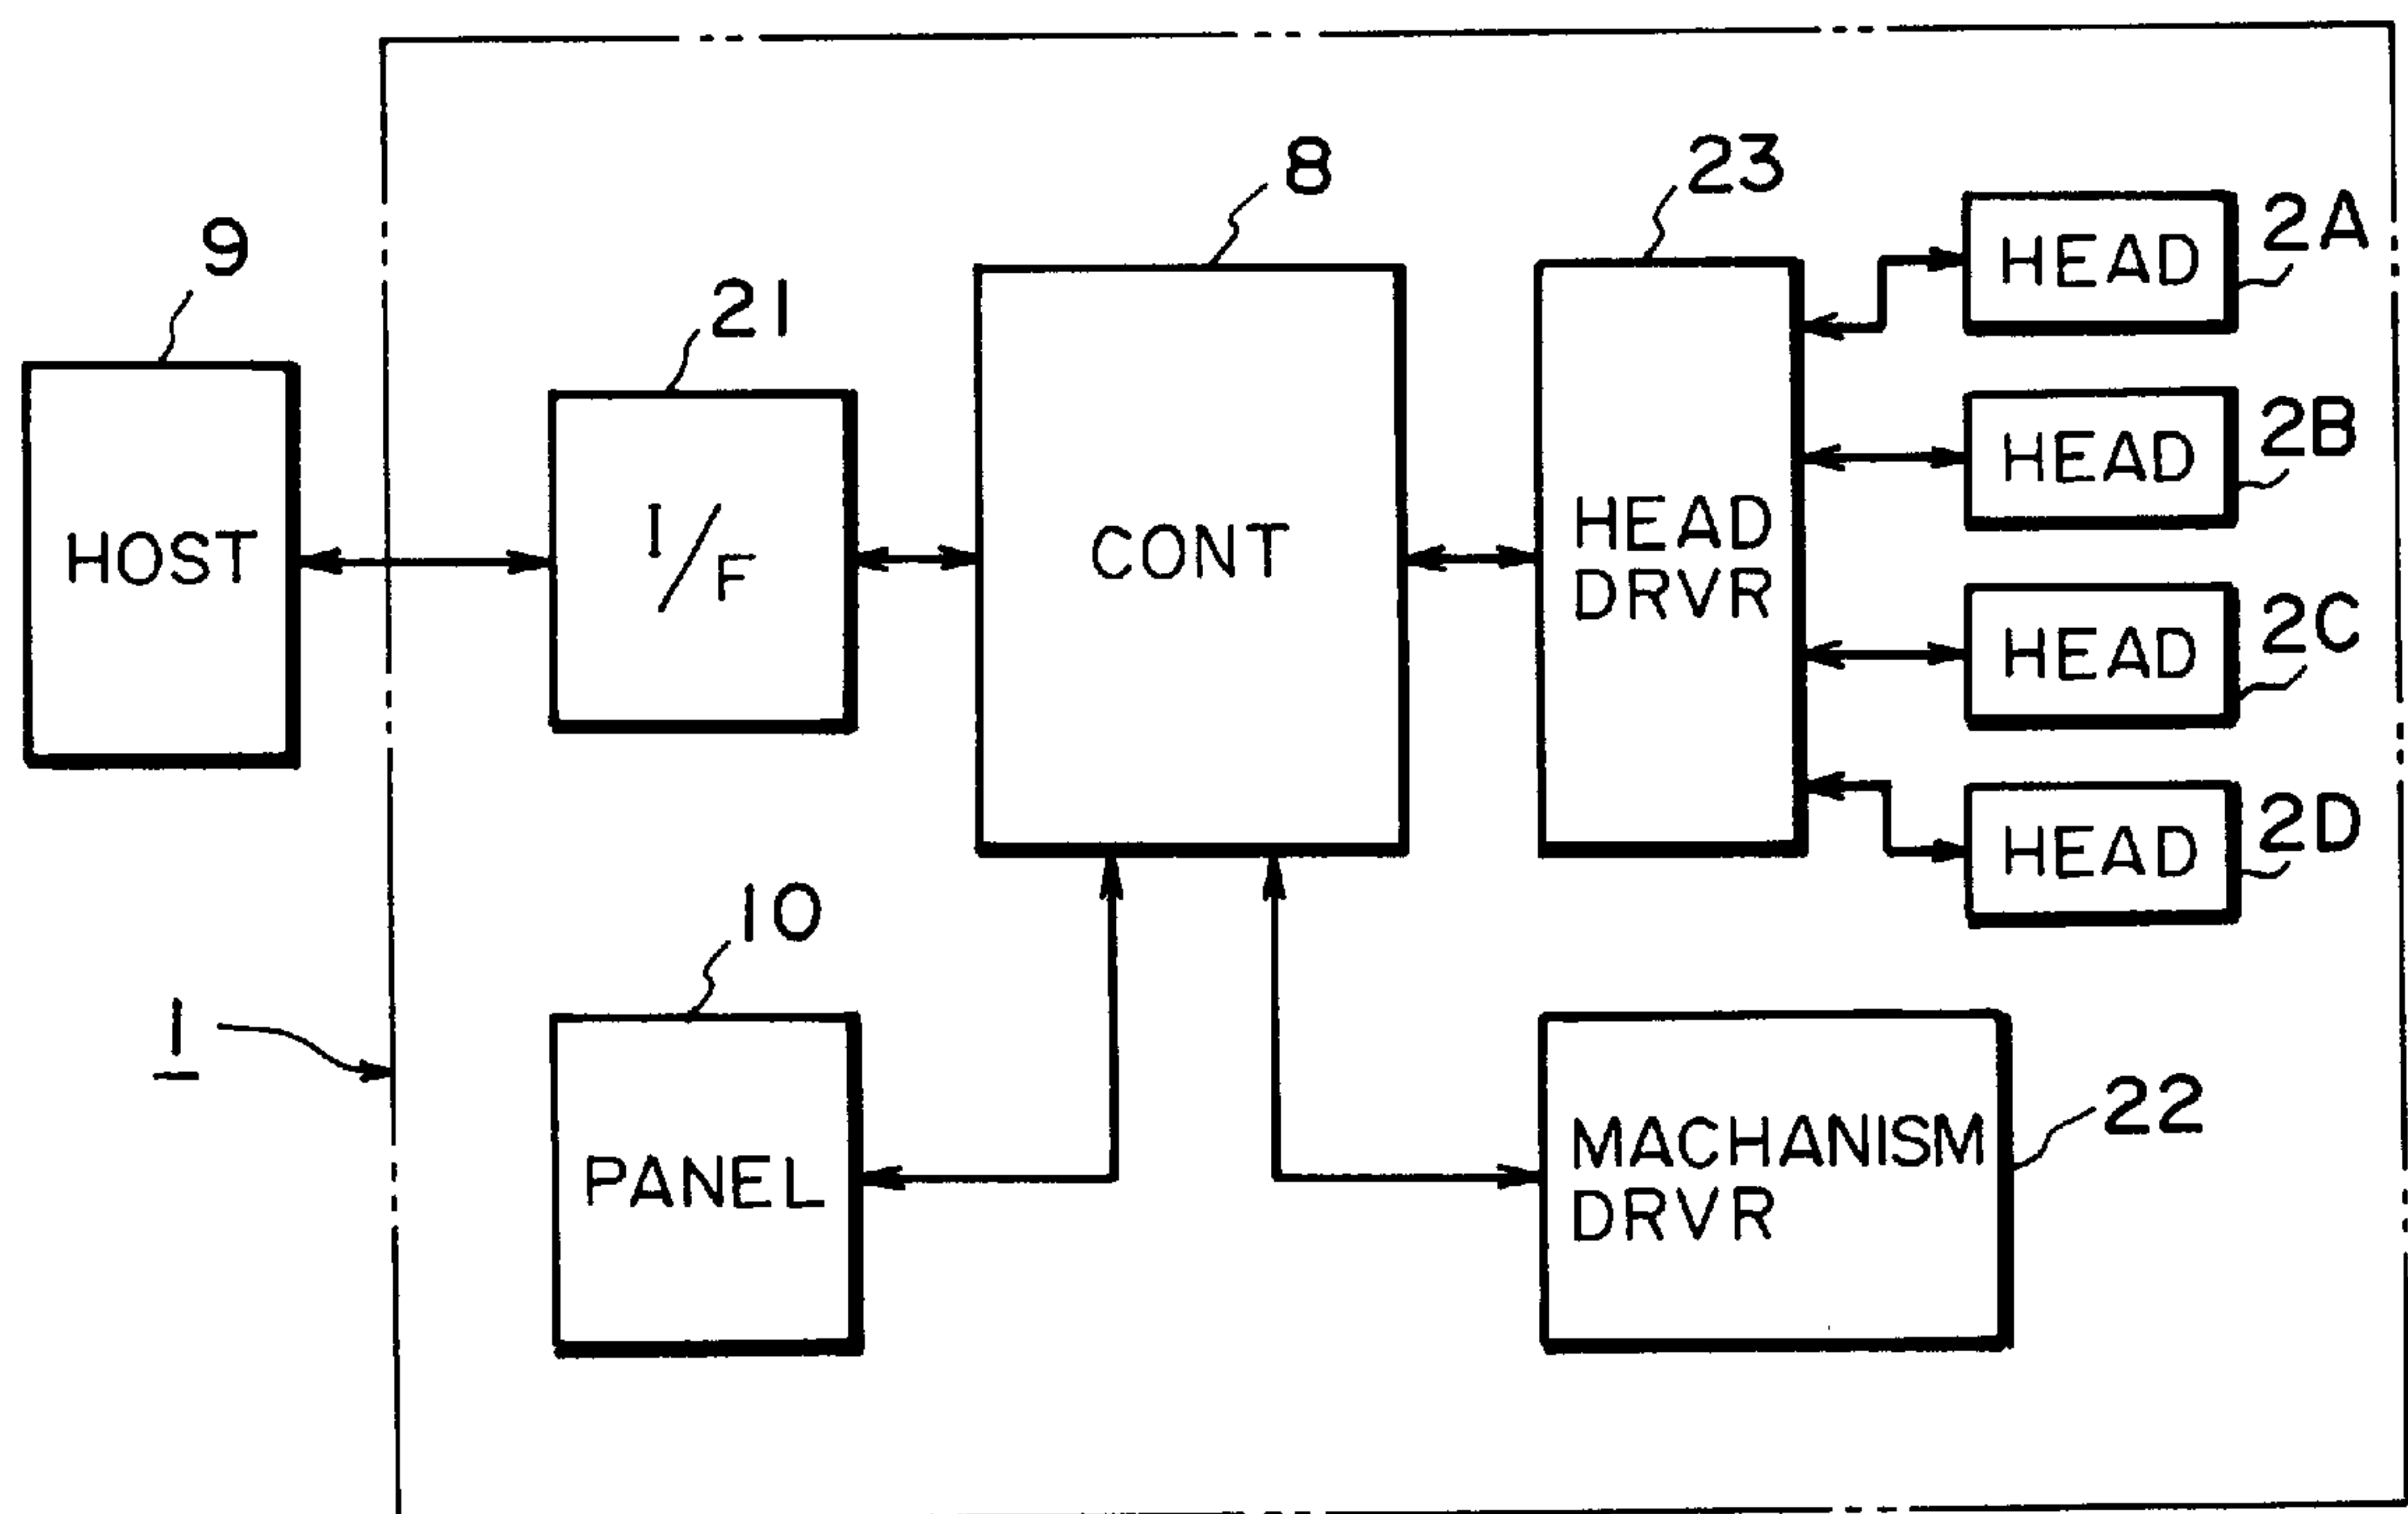 8
23
2A
HEAD
9
21
2B
HEAD
HOST
I/F
CONT
HEAD
DRVR
2C
HEAD
2D
HEAD
10
1
PANEL
MACHANISM
DRVR
22